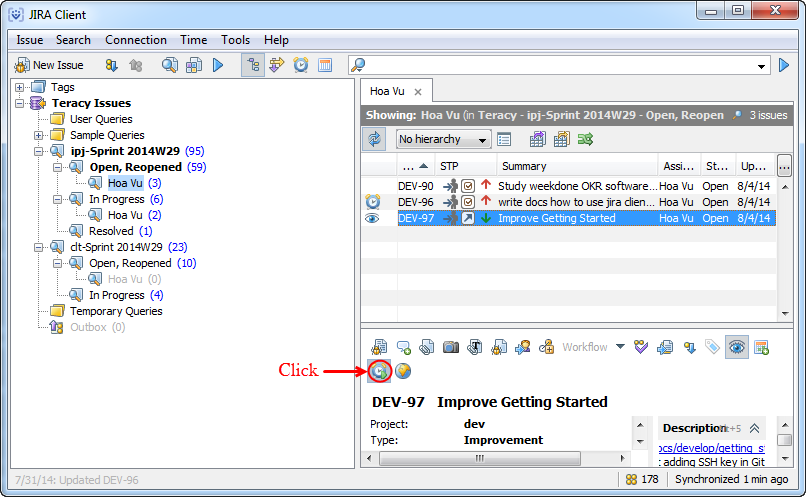 JIRA Client
Issue Search Connection Time Tools Help
New Issue
Tags
Teracy Issues
User Queries
Sample Queries
ipj-Sprint 2014W29 (95)
Open, Reopened (59)
Hoa Vu (3)
In Progress (6)
Hoa Vu (2)
Resolved (1)
clt-Sprint 2014W29 (23)
Open, Reopened (10)
Hoa Vu (0)
In Progress (4)
Temporary Queries
Outbox (0)
Hoa Vu
Showing: Hoa Vu (in Teracy - ipj-Sprint 2014W29 - Open, Reopen 3 issues
No hierarchy
... STP Summary Assi... St... Up... ...
DEV-90 Study weekdone OKR software... Hoa Vu Open 8/4/14
DEV-96 write docs how to use jira clien... Hoa Vu Open 8/4/14
DEV-97 Improve Getting Started Hoa Vu Open 8/4/14
Workflow
Click
DEV-97 Improve Getting Started
Project: dev
Type: Improvement
Description
ocs/develop/getting_st
: adding SSH key in Git
7/31/14: Updated DEV-96
178 Synchronized 1 min ago